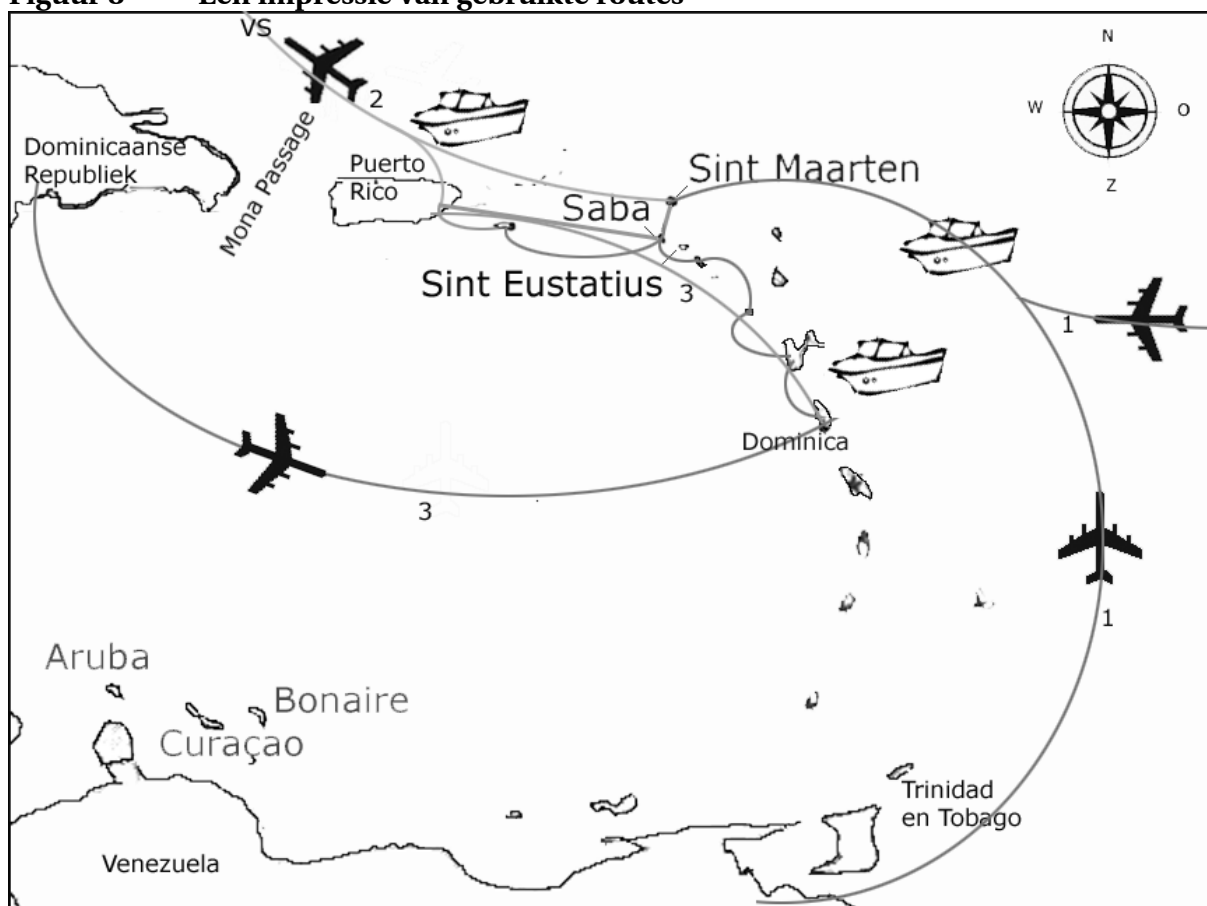 Figuur 8 Een impressie van gebruikte routes
VS
N
W
O
Z
2
Mona Passage
Dominicaanse
Republiek
Puerto
Rico
Sint Maarten
Saba
Sint Eustatius
3
1
Dominica
3
1
Aruba
Bonaire
Curaçao
Trinidad
en Tobago
Venezuela